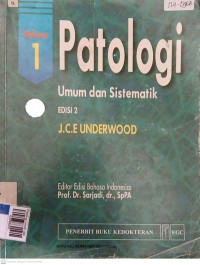 1
Patologi
Umum dan Sistematik
EDISI 2
J.C.E UNDERWOOD
Editor Edisi Bahasa Indonesia:
Prof. Dr. Sarjadi, dr., SpPA
PENERBIT BUKU KEDOKTERAN EGC